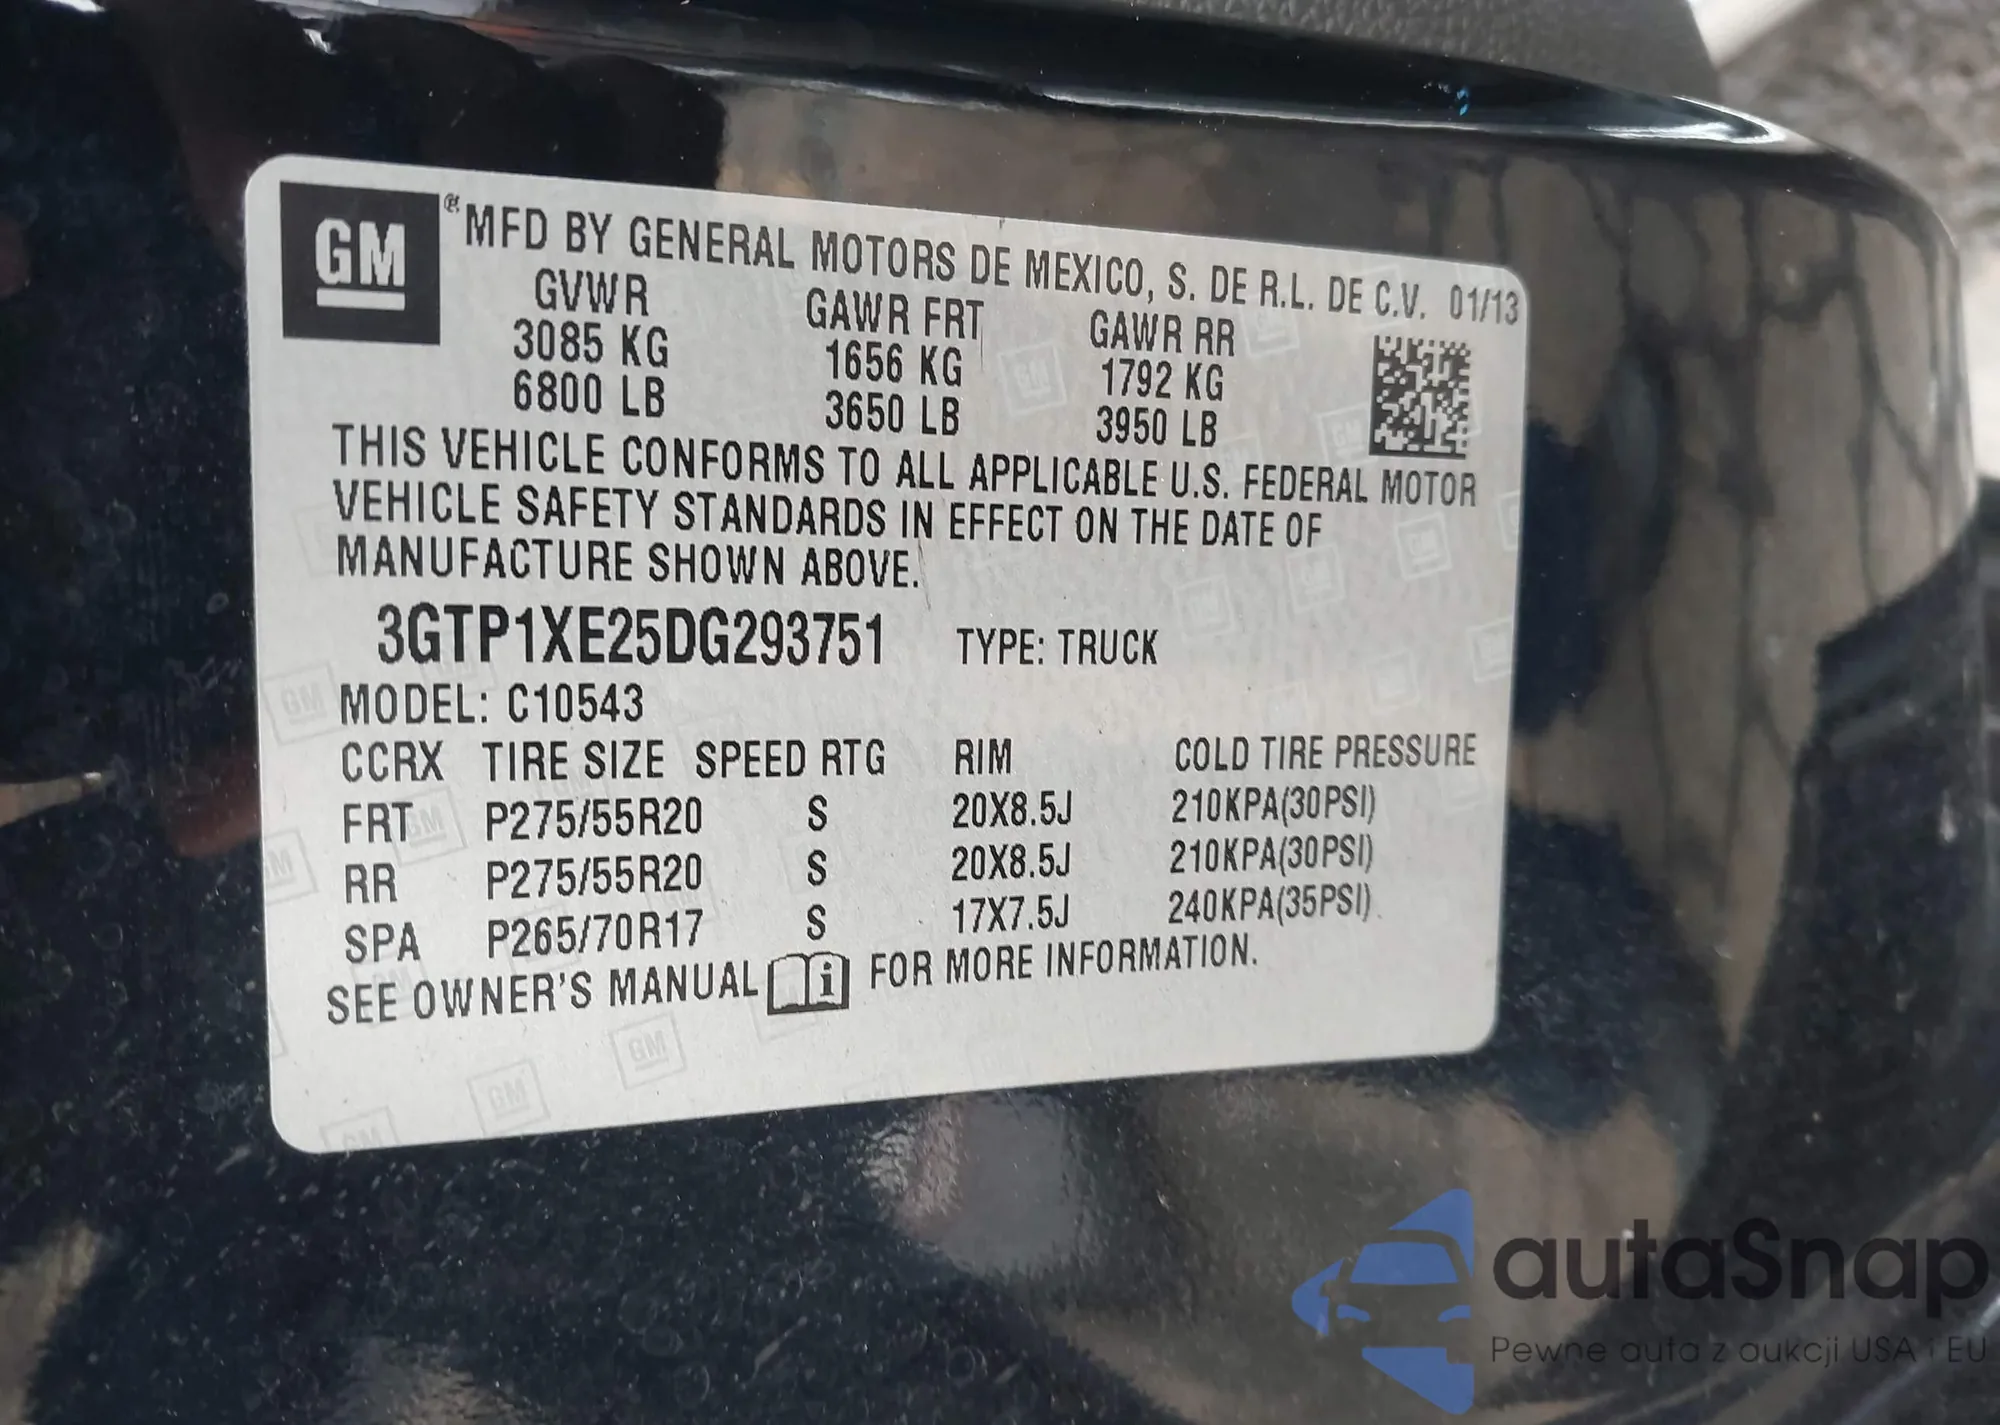 GM
® MFD BY GENERAL MOTORS DE MEXICO, S. DE R.L. DE C.V. 01/13
GVWR GAWR FRT GAWR RR
3085 KG 1656 KG 1792 KG
6800 LB 3650 LB 3950 LB
THIS VEHICLE CONFORMS TO ALL APPLICABLE U.S. FEDERAL MOTOR
VEHICLE SAFETY STANDARDS IN EFFECT ON THE DATE OF
MANUFACTURE SHOWN ABOVE.
3GTP1XE25DG293751 TYPE: TRUCK
MODEL: C10543
CCRX TIRE SIZE SPEED RTG RIM COLD TIRE PRESSURE
FRT P275/55R20 S 20X8.5J 210KPA(30PSI)
RR P275/55R20 S 20X8.5J 210KPA(30PSI)
SPA P265/70R17 S 17X7.5J 240KPA(35PSI)
SEE OWNER'S MANUAL i FOR MORE INFORMATION.
autaSnap
Pewne auta z aukcji USA i EU